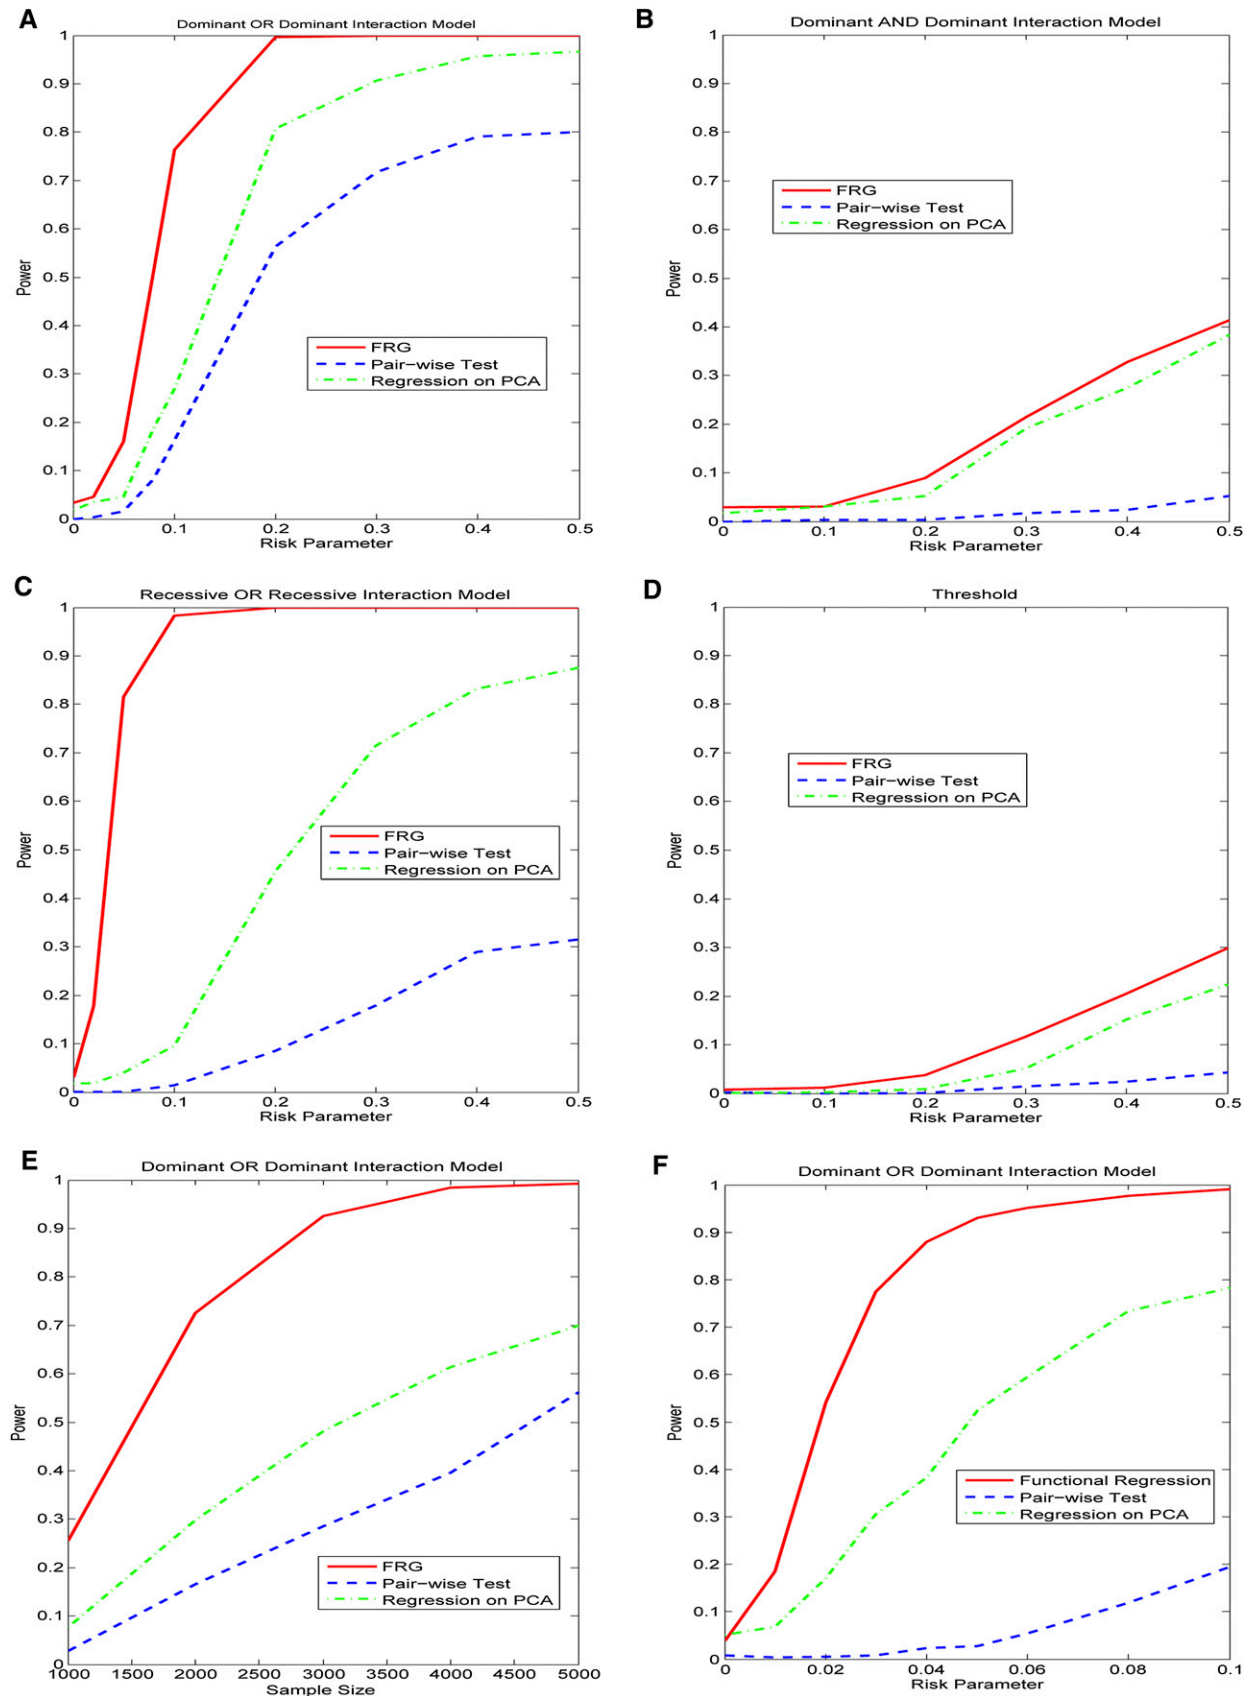 A
Dominant OR Dominant Interaction Model
1
0.9
0.8
0.7
0.6
0.5
0.4
0.3
0.2
0.1
0
Power
FRG
Pair-wise Test
Regression on PCA
0 0.1 0.2 0.3 0.4 0.5
Risk Parameter
B
Dominant AND Dominant Interaction Model
1
0.9
0.8
0.7
0.6
0.5
0.4
0.3
0.2
0.1
0
Power
FRG
Pair-wise Test
Regression on PCA
0 0.1 0.2 0.3 0.4 0.5
Risk Parameter
C
Recessive OR Recessive Interaction Model
1
0.9
0.8
0.7
0.6
0.5
0.4
0.3
0.2
0.1
0
Power
FRG
Pair-wise Test
Regression on PCA
0 0.1 0.2 0.3 0.4 0.5
Risk Parameter
D
Threshold
1
0.9
0.8
0.7
0.6
0.5
0.4
0.3
0.2
0.1
0
Power
FRG
Pair-wise Test
Regression on PCA
0 0.1 0.2 0.3 0.4 0.5
Risk Parameter
E
Dominant OR Dominant Interaction Model
1
0.9
0.8
0.7
0.6
0.5
0.4
0.3
0.2
0.1
0
Power
FRG
Pair-wise Test
Regression on PCA
1000 1500 2000 2500 3000 3500 4000 4500 5000
Sample Size
F
Dominant OR Dominant Interaction Model
1
0.9
0.8
0.7
0.6
0.5
0.4
0.3
0.2
0.1
0
Power
Functional Regression
Pair-wise Test
Regression on PCA
0 0.02 0.04 0.06 0.08 0.1
Risk Parameter